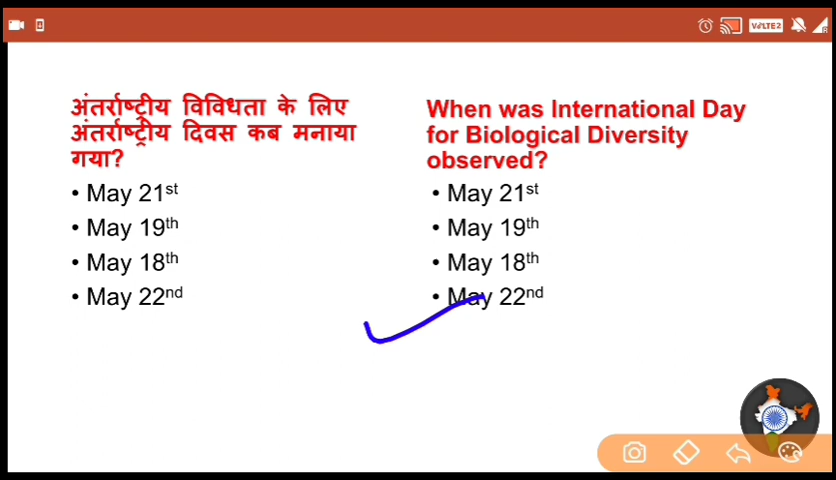 VoLTE2
अंतर्राष्ट्रीय विविधता के लिए
अंतर्राष्ट्रीय दिवस कब मनाया
गया?
• May 21st
• May 19th
• May 18th
• May 22nd
When was International Day
for Biological Diversity
observed?
• May 21st
• May 19th
• May 18th
• May 22nd